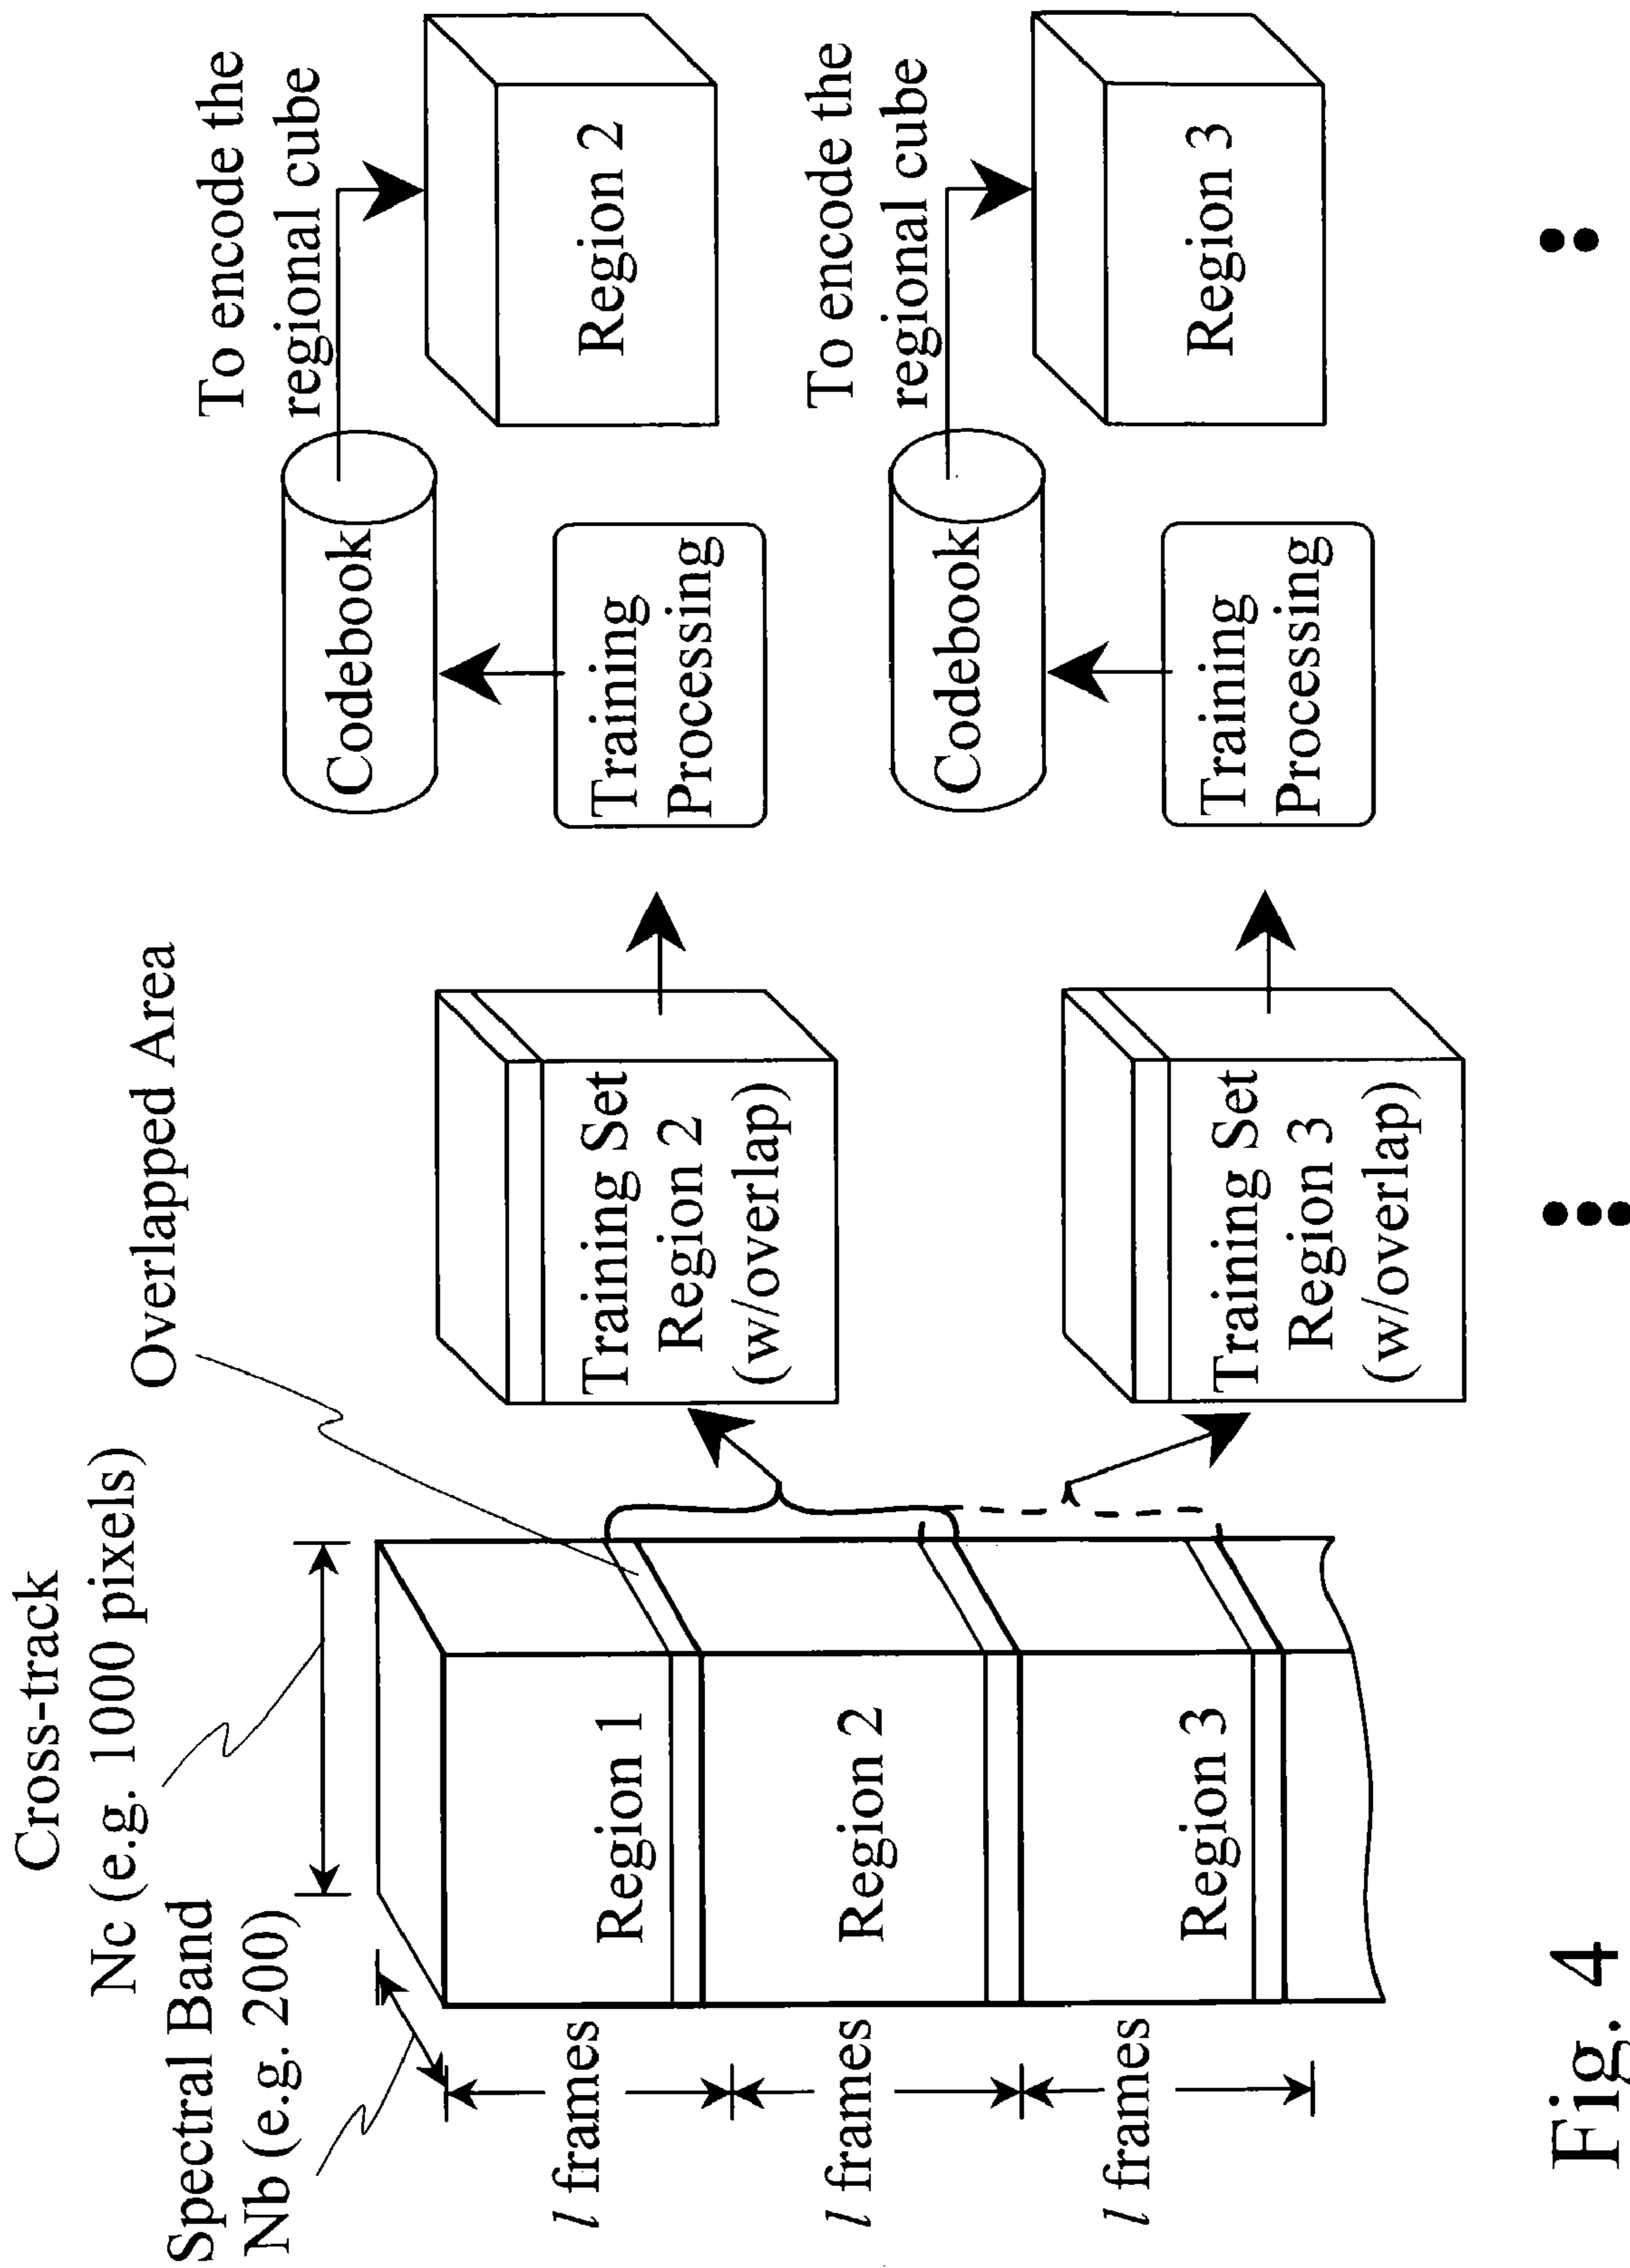 Cross-track
Nc (e.g. 1000 pixels)
Spectral Band
Nb (e.g. 200)
Overlapped Area
l frames
l frames
l frames
Region 1
Region 2
Region 3
Training Set
Region 2
(w/overlap)
Training
Processing
Codebook
To encode the
regional cube
Region 2
Training Set
Region 3
(w/overlap)
Training
Processing
Codebook
To encode the
regional cube
Region 3
Fig. 4